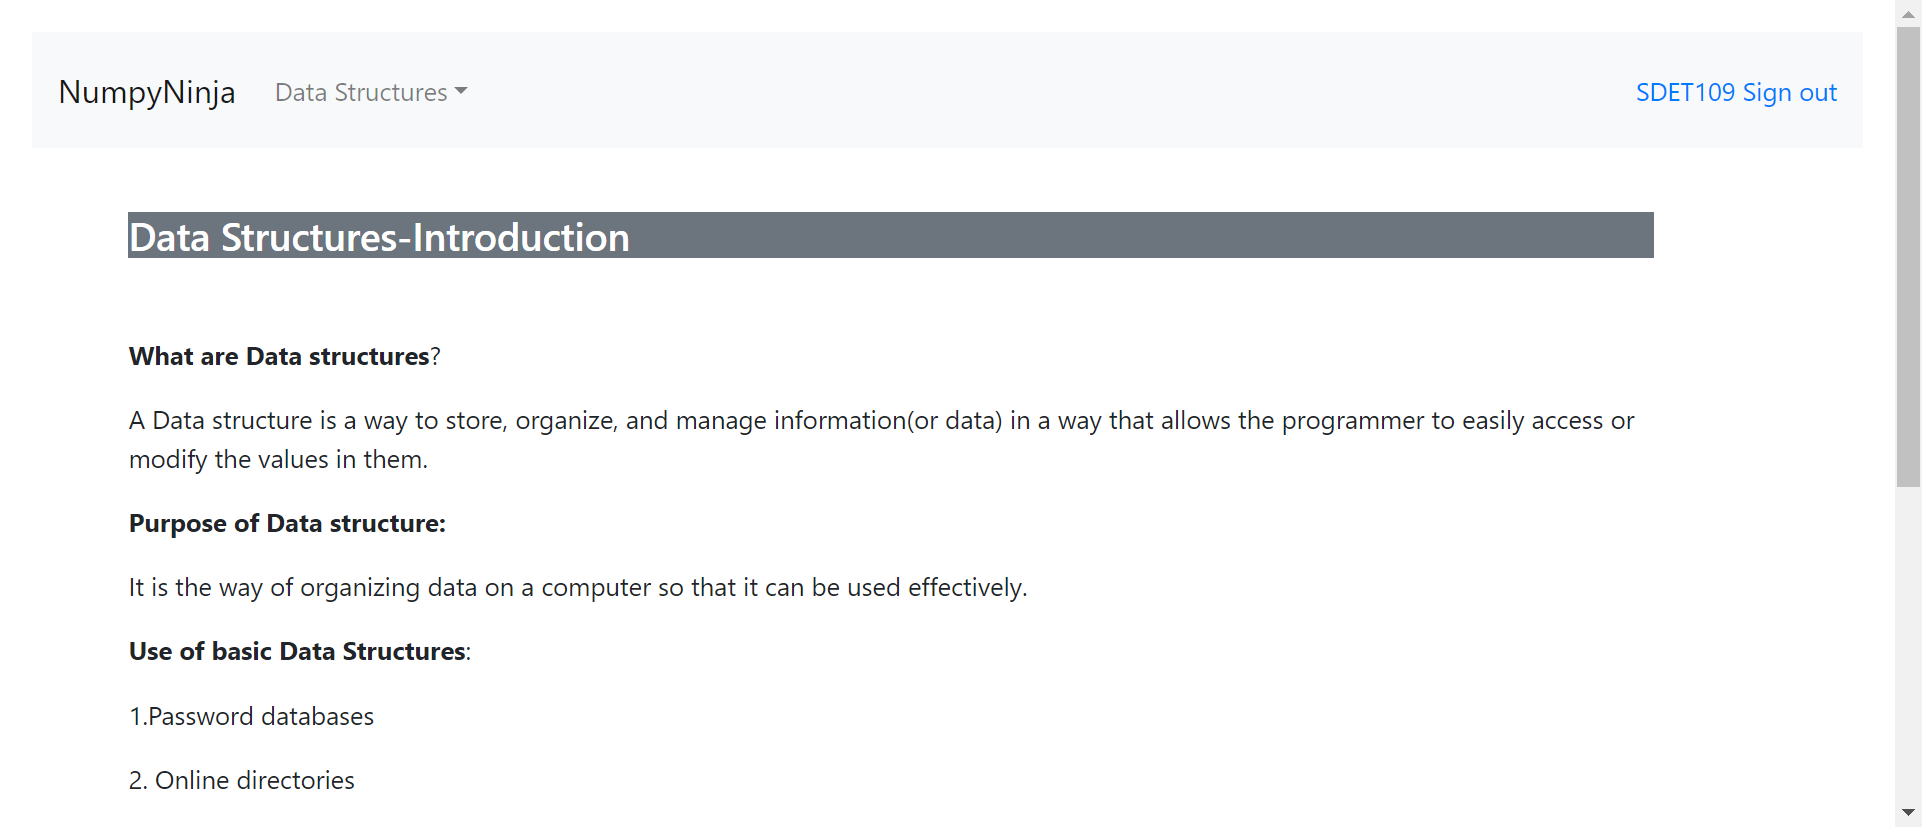 NumpyNinja
Data Structures
SDET109 Sign out
Data Structures-Introduction
What are Data structures?
A Data structure is a way to store, organize, and manage information(or data) in a way that allows the programmer to easily access or
modify the values in them.
Purpose of Data structure:
It is the way of organizing data on a computer so that it can be used effectively.
Use of basic Data Structures:
1.Password databases
2. Online directories